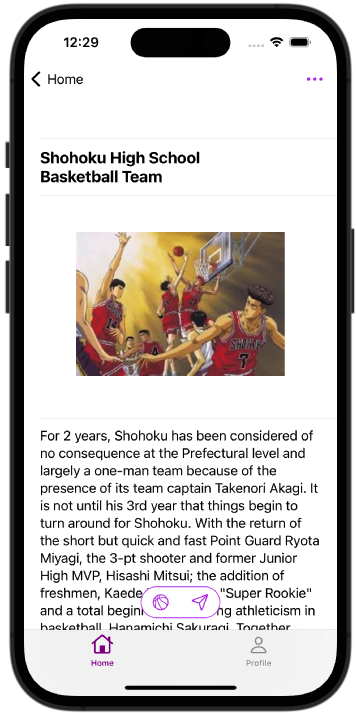 12:29
Home
Shohoku High School
Basketball Team
14
SHOHOKU
7
For 2 years, Shohoku has been considered of
no consequence at the Prefectural level and
largely a one-man team because of the
presence of its team captain Takenori Akagi. It
is not until his 3rd year that things begin to
turn around for Shohoku. With the return of
the short but quick and fast Point Guard Ryota
Miyagi, the 3-pt shooter and former Junior
High MVP, Hisashi Mitsui; the addition of
freshmen, Kaede "Super Rookie"
and a total ng athleticism in
basketball, Hanamichi Sakuragi. Together
Home
Profile